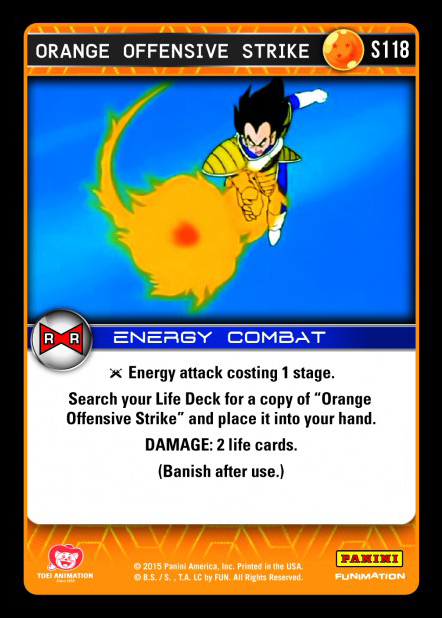 ORANGE OFFENSIVE STRIKE S118
R R ENERGY COMBAT
Energy attack costing 1 stage.
Search your Life Deck for a copy of “Orange
Offensive Strike” and place it into your hand.
DAMAGE: 2 life cards.
(Banish after use.)
TOEI ANIMATION
Since 1956
© 2015 Panini America, Inc. Printed in the USA.
© B.S. / S. , T.A. LC by FUN. All Rights Reserved.
PANINI
FUNIMATION